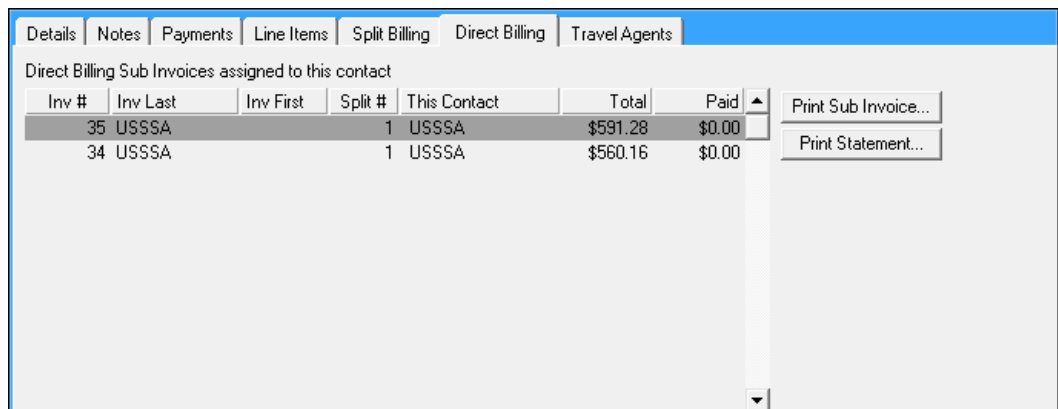 Details Notes Payments Line Items Split Billing Direct Billing Travel Agents
Direct Billing Sub Invoices assigned to this contact
Inv # Inv Last Inv First Split # This Contact Total Paid
35 USSSA 1 USSSA $591.28 $0.00
34 USSSA 1 USSSA $560.16 $0.00
Print Sub Invoice...
Print Statement...